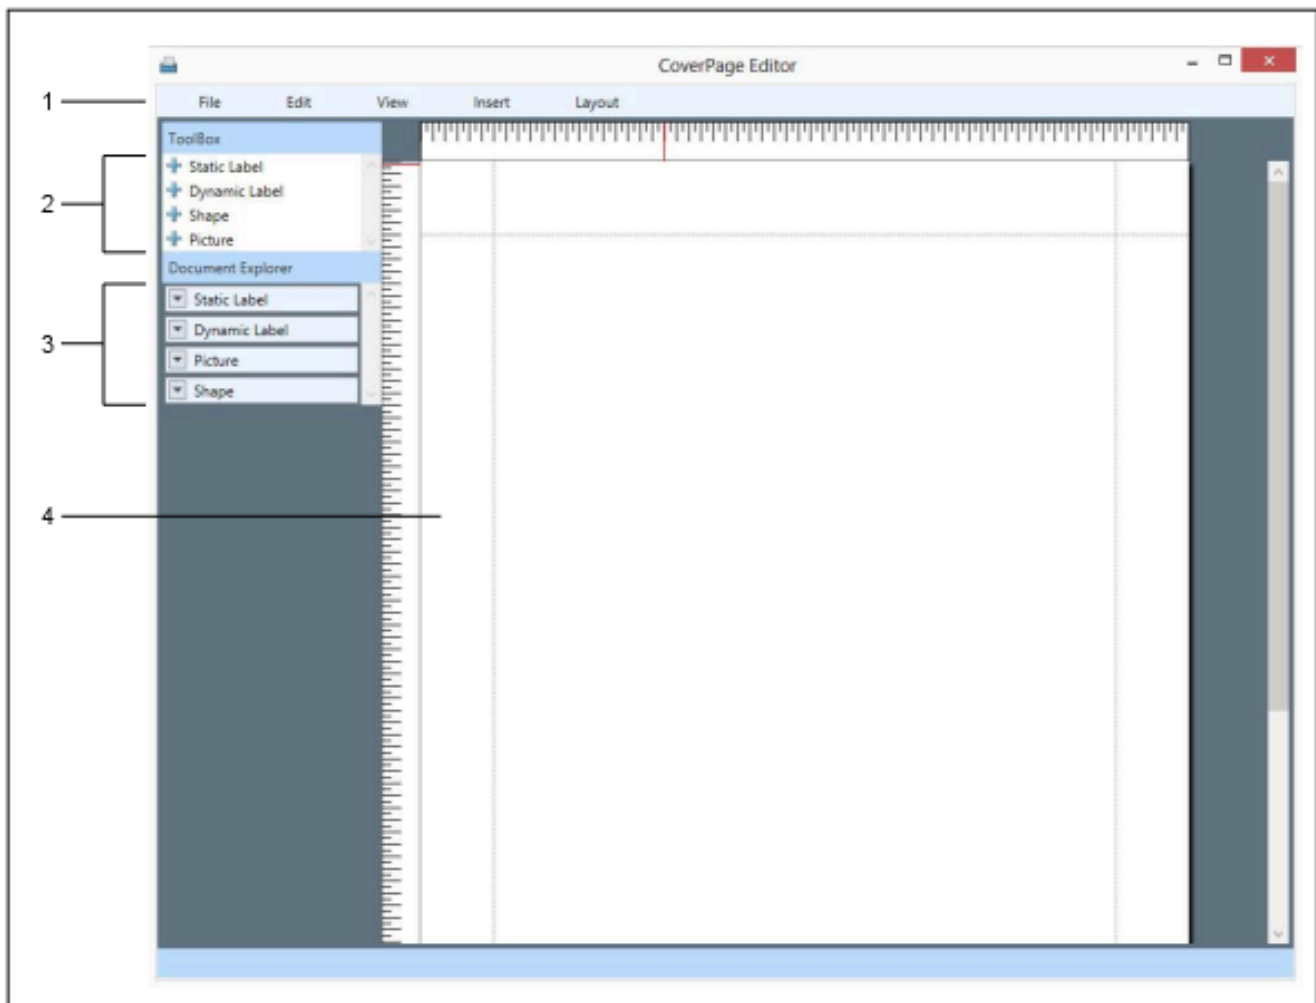 CoverPage Editor
1
File Edit View Insert Layout
ToolBox
2
Static Label
Dynamic Label
Shape
Picture
Document Explorer
3
Static Label
Dynamic Label
Picture
Shape
4